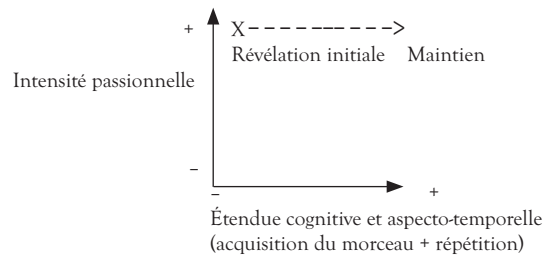 + X
Révélation initiale Maintien
Intensité passionnelle
–
– +
Étendue cognitive et aspecto-temporelle
(acquisition du morceau + répétition)